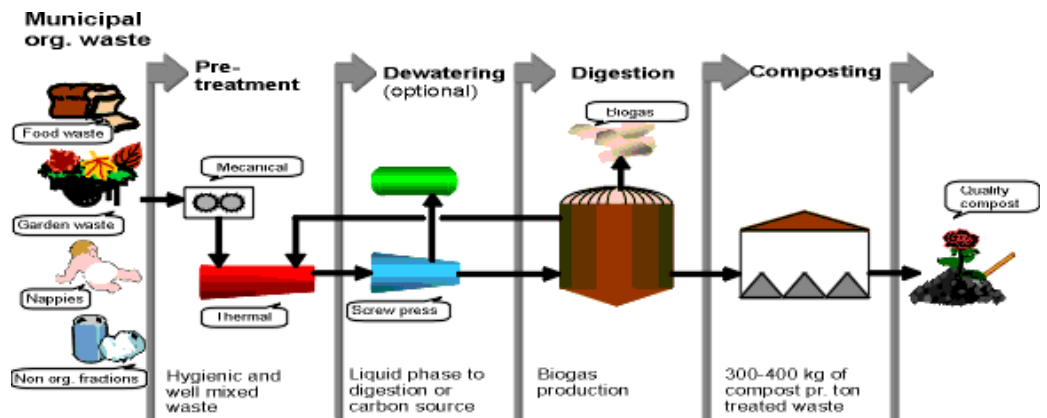 Municipal
org. waste
Food waste
Garden waste
Nappies
Non org. fractions
Pre-
treatment
Mecanical
Thermal
Hygienic and
well mixed
waste
Dewatering
(optional)
Screw press
Liquid phase to
digestion or
carbon source
Digestion
Biogas
Biogas
production
Composting
300-400 kg of
compost pr. ton
treated waste
Quality
compost